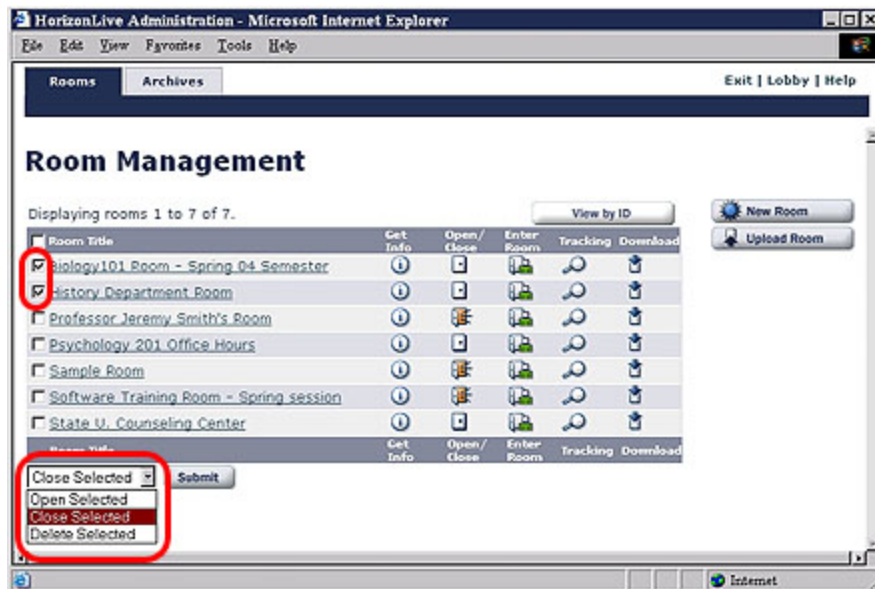 HorizonLive Administration - Microsoft Internet Explorer
File Edit View Favorites Tools Help
Rooms Archives Exit | Lobby | Help
Room Management
Displaying rooms 1 to 7 of 7. View by ID New Room
Upload Room
Room Title Get Info Open/ Close Enter Room Tracking Download
Biology101 Room - Spring 04 Semester
History Department Room
Professor Jeremy Smith's Room
Psychology 201 Office Hours
Sample Room
Software Training Room - Spring session
State U. Counseling Center
Room Title Get Info Open/ Close Enter Room Tracking Download
Close Selected Submit
Open Selected
Close Selected
Delete Selected
Internet